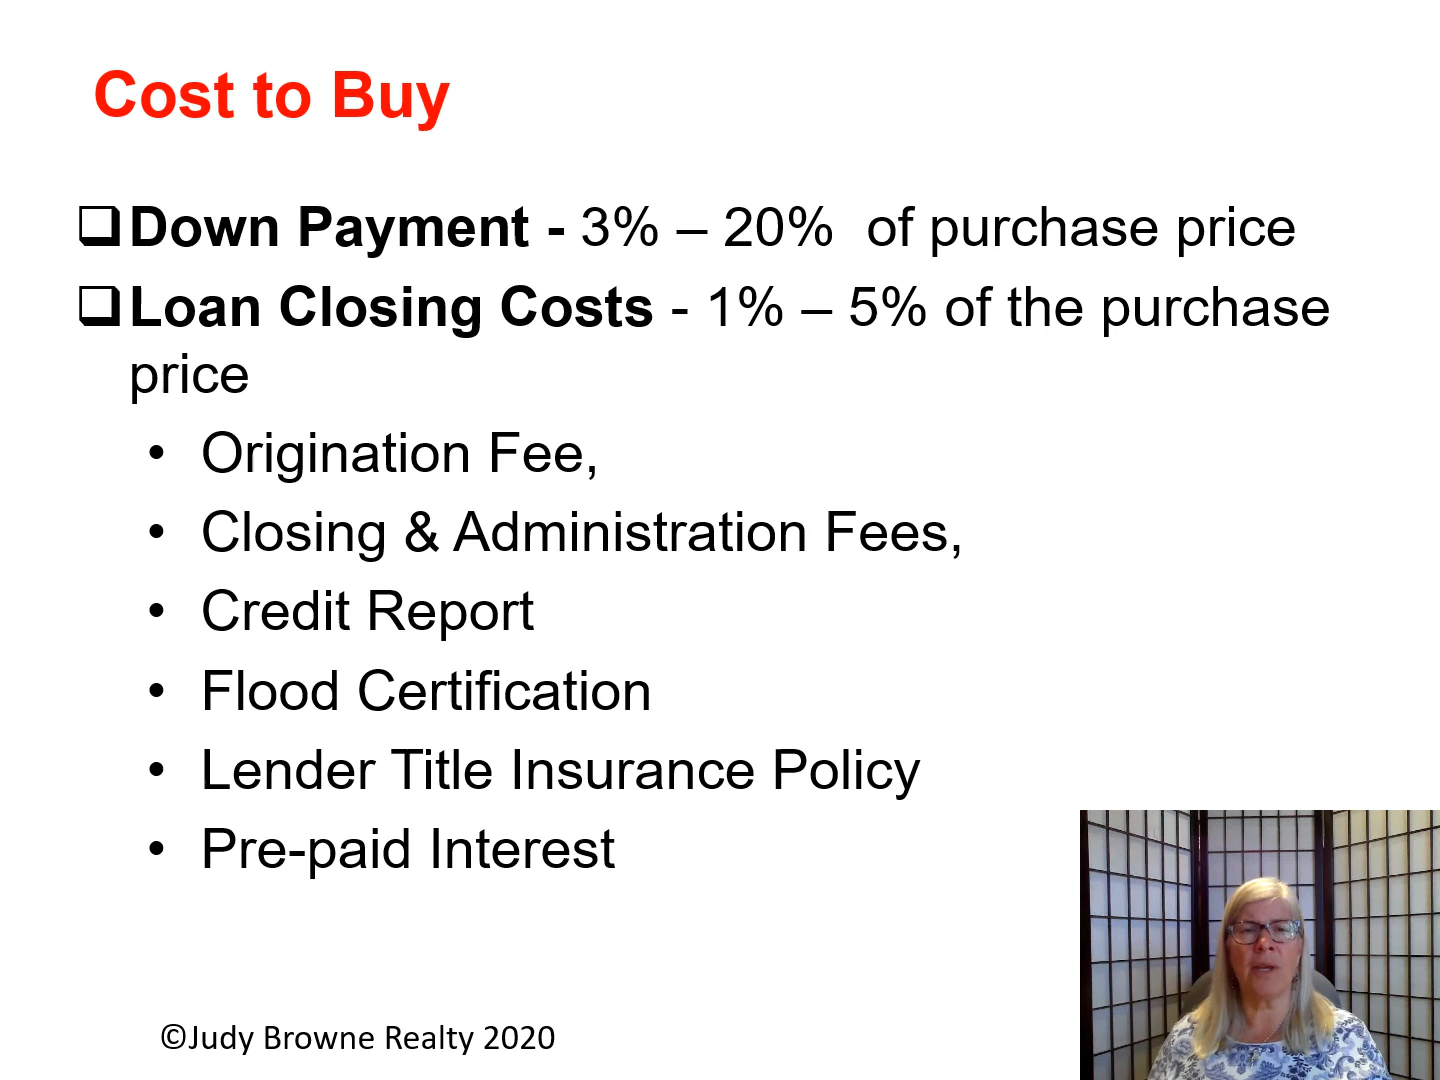 Cost to Buy
❑Down Payment - 3% – 20%  of purchase price
❑Loan Closing Costs - 1% – 5% of the purchase
price
• Origination Fee,
• Closing & Administration Fees,
• Credit Report
• Flood Certification
• Lender Title Insurance Policy
• Pre-paid Interest
©Judy Browne Realty 2020